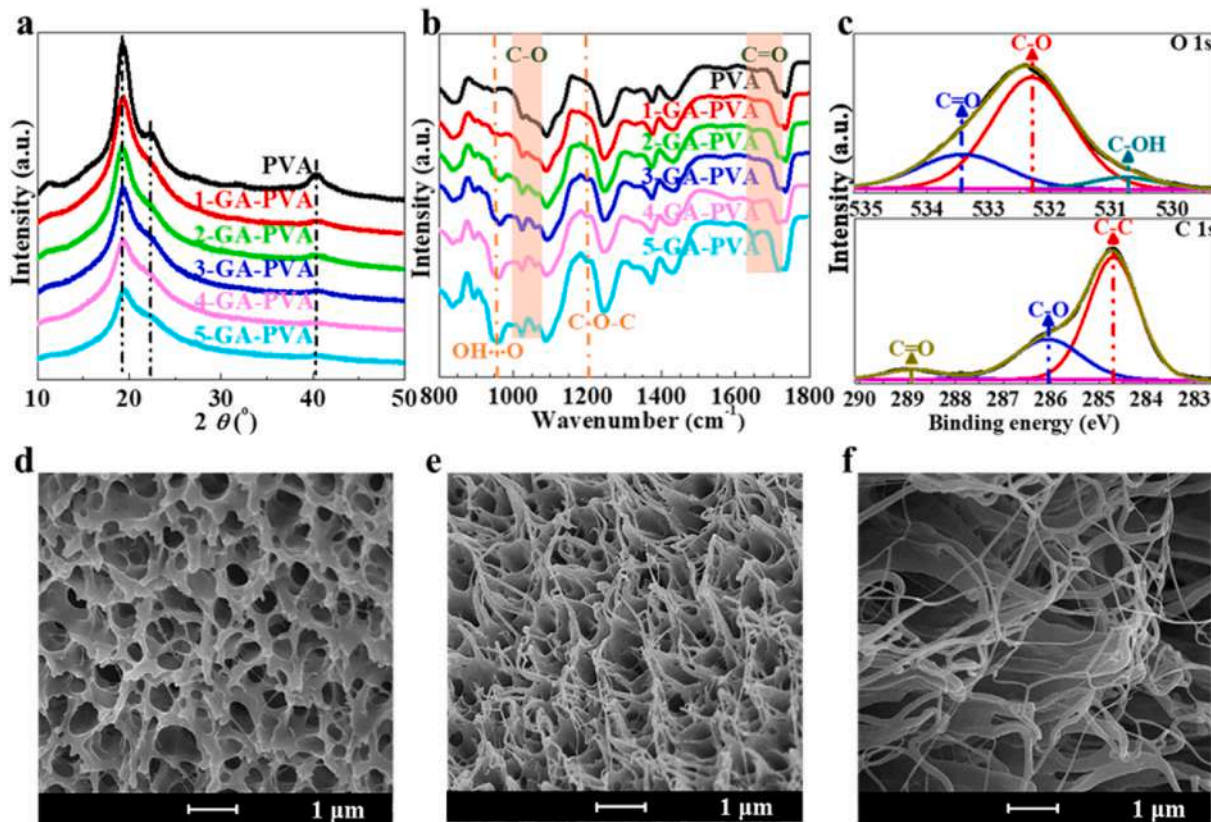 a
Intensity (a.u.)
PVA
1-GA-PVA
2-GA-PVA
3-GA-PVA
4-GA-PVA
5-GA-PVA
10 20 30 40 50
2 θ (°)
b
Intensity (a.u.)
C-O
C=O
PVA
1-GA-PVA
2-GA-PVA
3-GA-PVA
4-GA-PVA
5-GA-PVA
C-O-C
OH···O
800 1000 1200 1400 1600 1800
Wavenumber (cm⁻¹)
c
Intensity (a.u.)
O 1s
C-O
C=O
C-OH
535 534 533 532 531 530
C 1s
C-C
C-O
C=O
290 289 288 287 286 285 284 283
Binding energy (eV)
d
1 μm
e
1 μm
f
1 μm